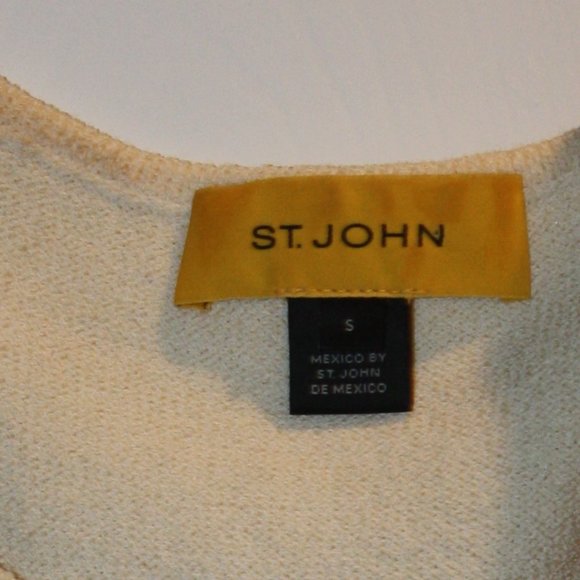 ST. JOHN
S
MEXICO BY
ST. JOHN
DE MEXICO